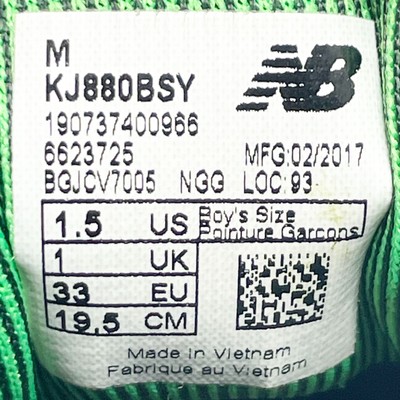 M
KJ880BSY
NB
190737400966
6623725 MFG:02/2017
BGJCV7005 NGG LOC:93
1.5 US Boy's Size
Pointure Garcons
1 UK
33 EU
19.5 CM
Made in Vietnam
Fabrique au Vietnam